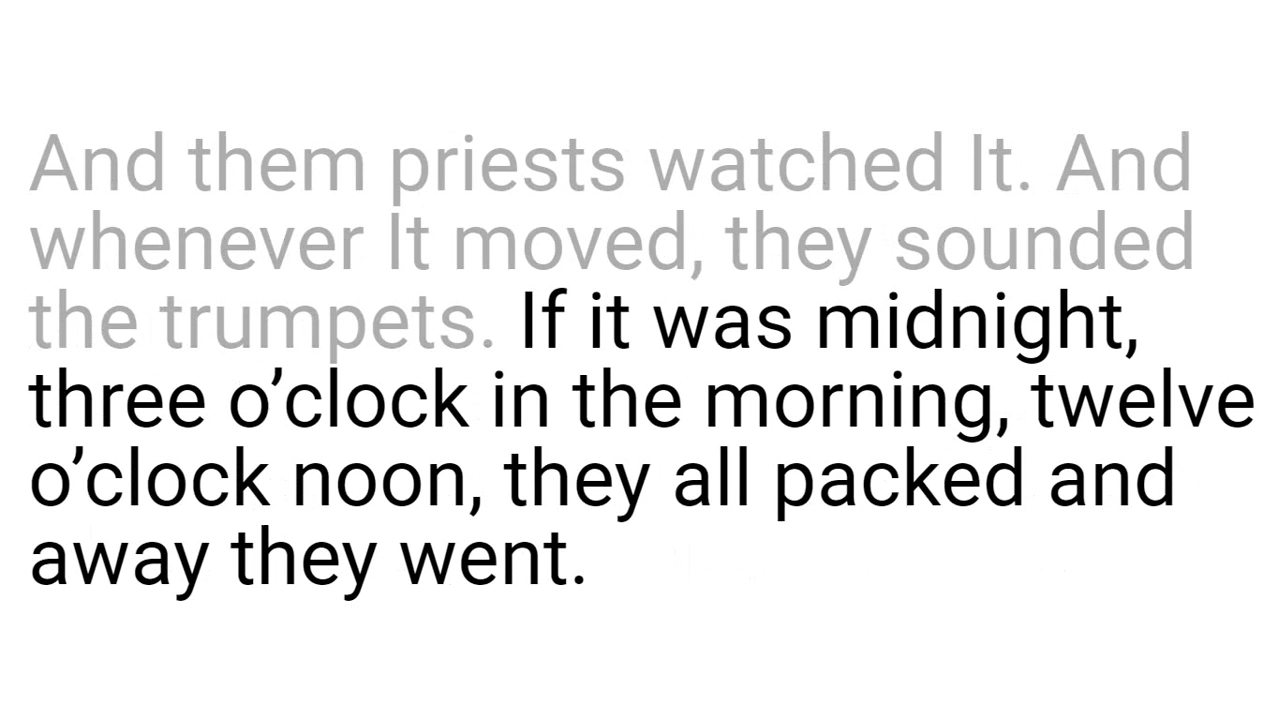 And them priests watched It. And
whenever It moved, they sounded
the trumpets. If it was midnight,
three o’clock in the morning, twelve
o’clock noon, they all packed and
away they went.